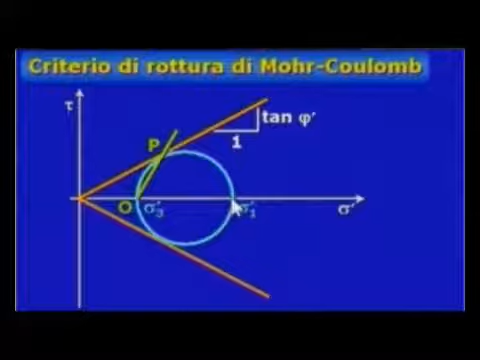 Criterio di rottura di Mohr-Coulomb
τ
tan φ'
1
P
O
σ'3
σ'1
σ'